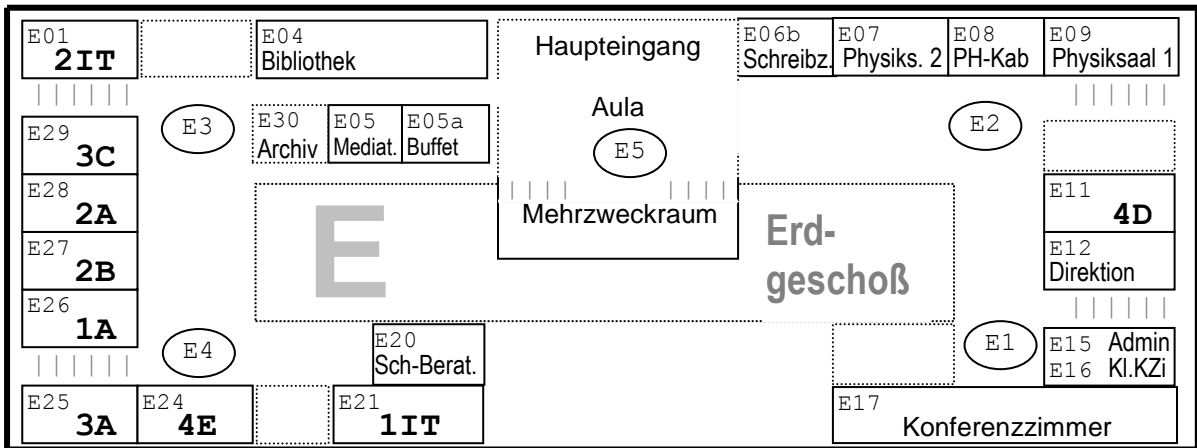 E01
2IT
E04
Bibliothek
Haupteingang
E06b
Schreibz.
E07
Physiks. 2
E08
PH-Kab
E09
Physiksaal 1
E29
3C
E3
E30
Archiv
E05
Mediat.
E05a
Buffet
Aula
E5
E2
E28
2A
E
Mehrzweckraum
Erd-
geschoß
E11
4D
E27
2B
E12
Direktion
E26
1A
E4
E20
Sch-Berat.
E1
E15 Admin
E16 Kl.KZi
E25
3A
E24
4E
E21
1IT
E17
Konferenzzimmer